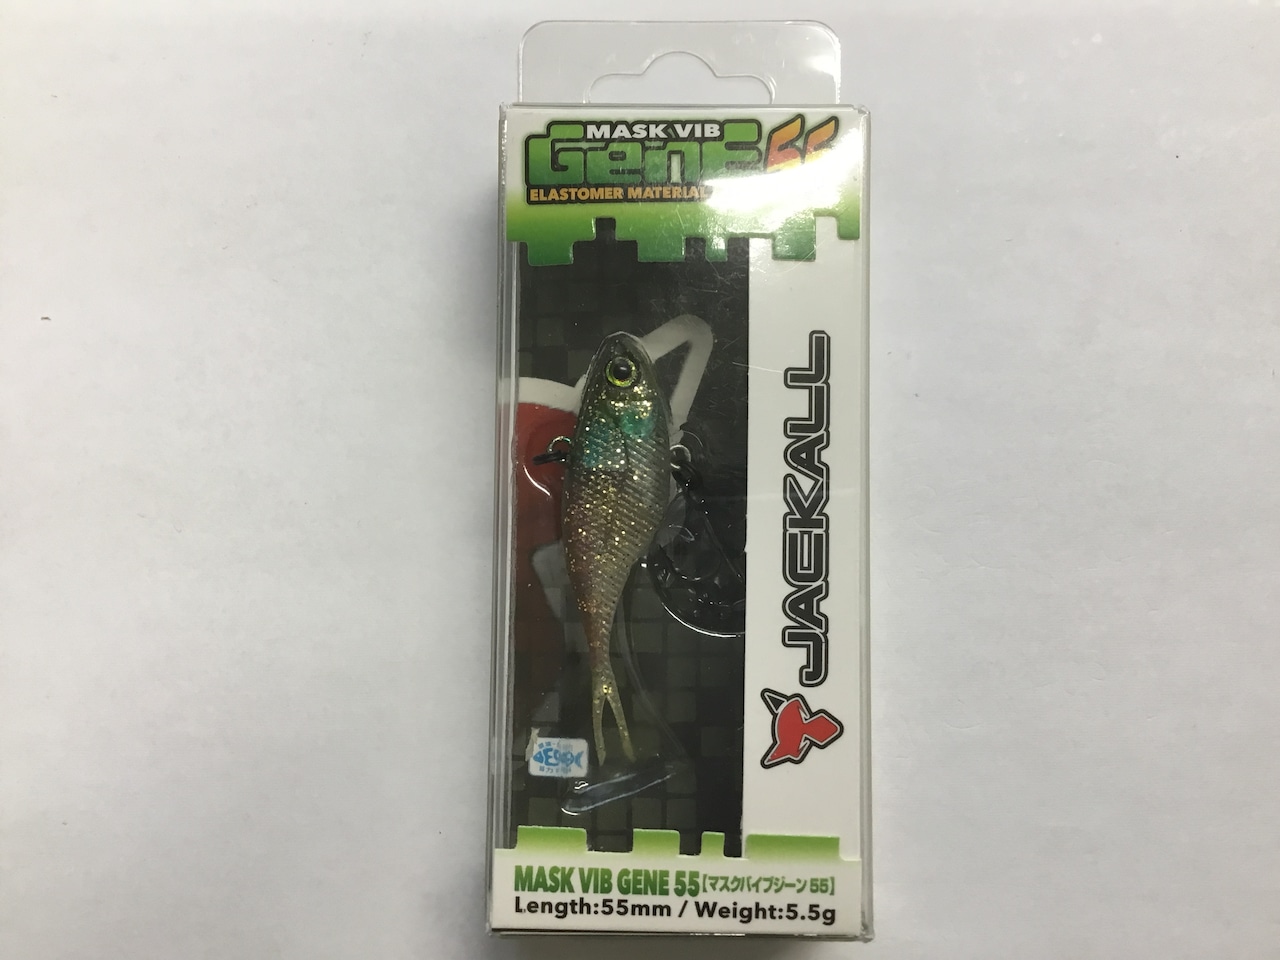 MASK VIB
GenE 55
ELASTOMER MATERIAL
JACKALL
MASK VIB GENE 55【マスクバイブジーン 55】
Length:55mm / Weight:5.5g